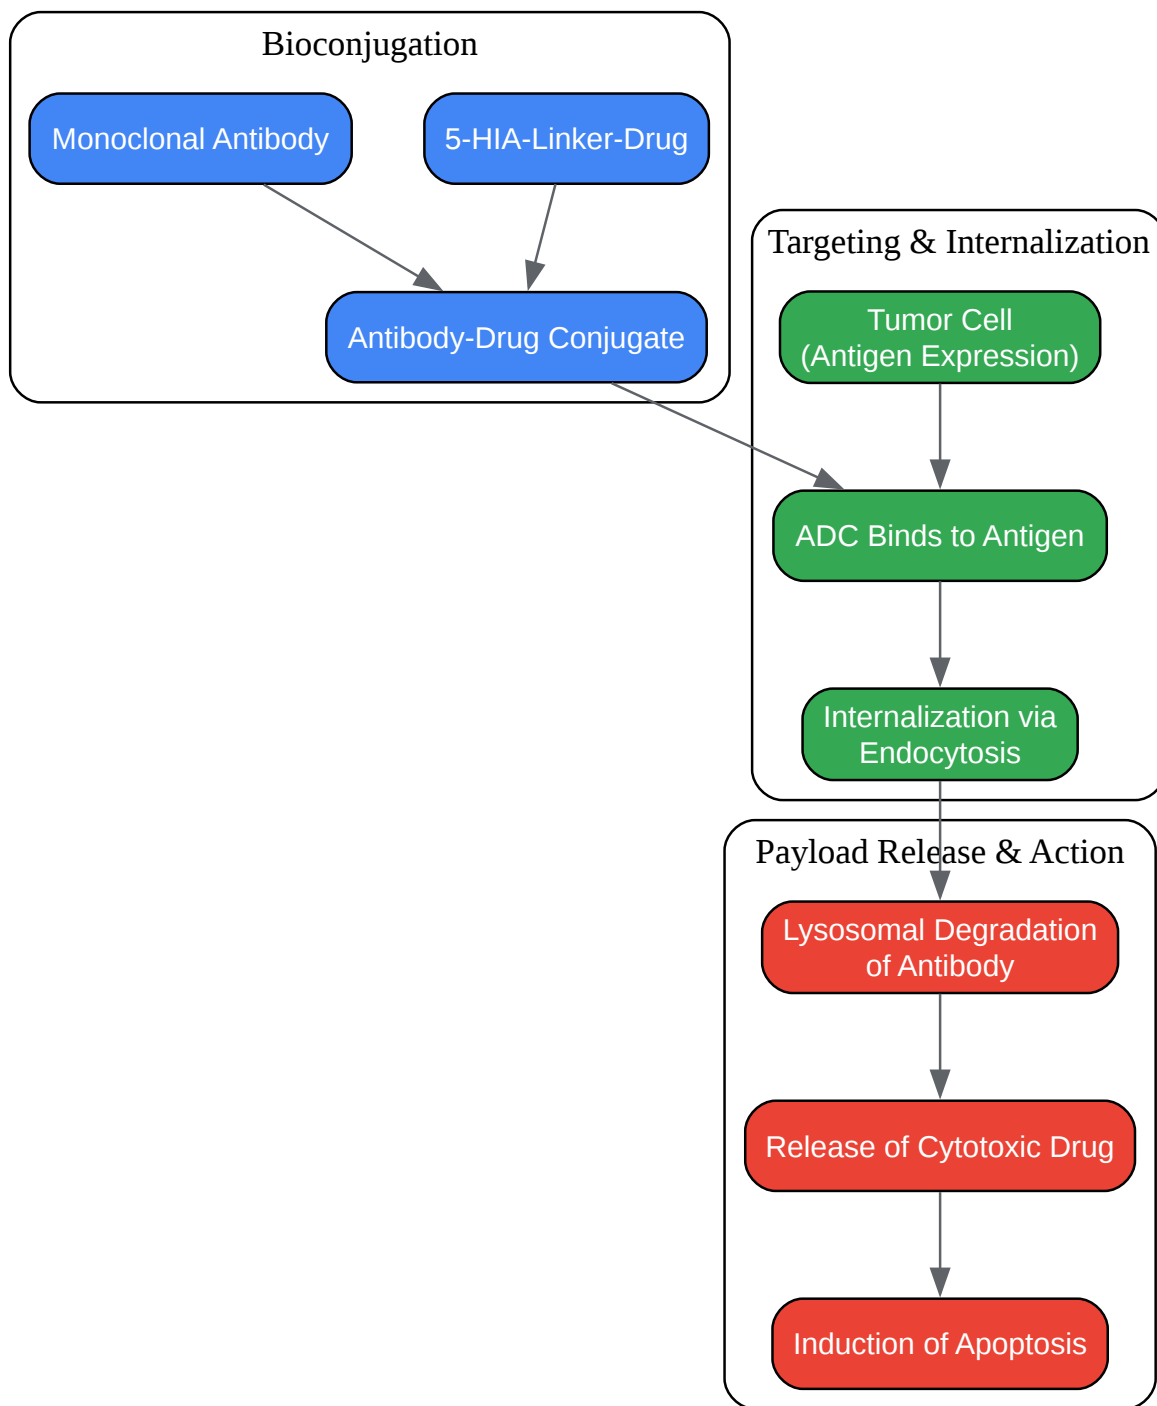 Bioconjugation
Monoclonal Antibody
5-HIA-Linker-Drug
Antibody-Drug Conjugate
Targeting & Internalization
Tumor Cell
(Antigen Expression)
ADC Binds to Antigen
Internalization via
Endocytosis
Payload Release & Action
Lysosomal Degradation
of Antibody
Release of Cytotoxic Drug
Induction of Apoptosis